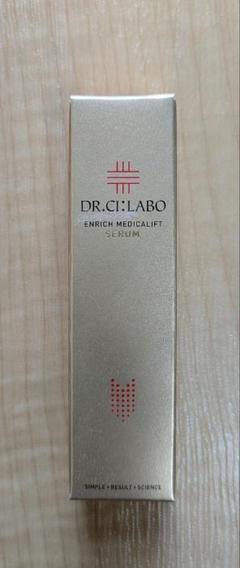 DR.CI:LABO
ENRICH MEDICALIFT
SERUM
SIMPLE • RESULT • SCIENCE